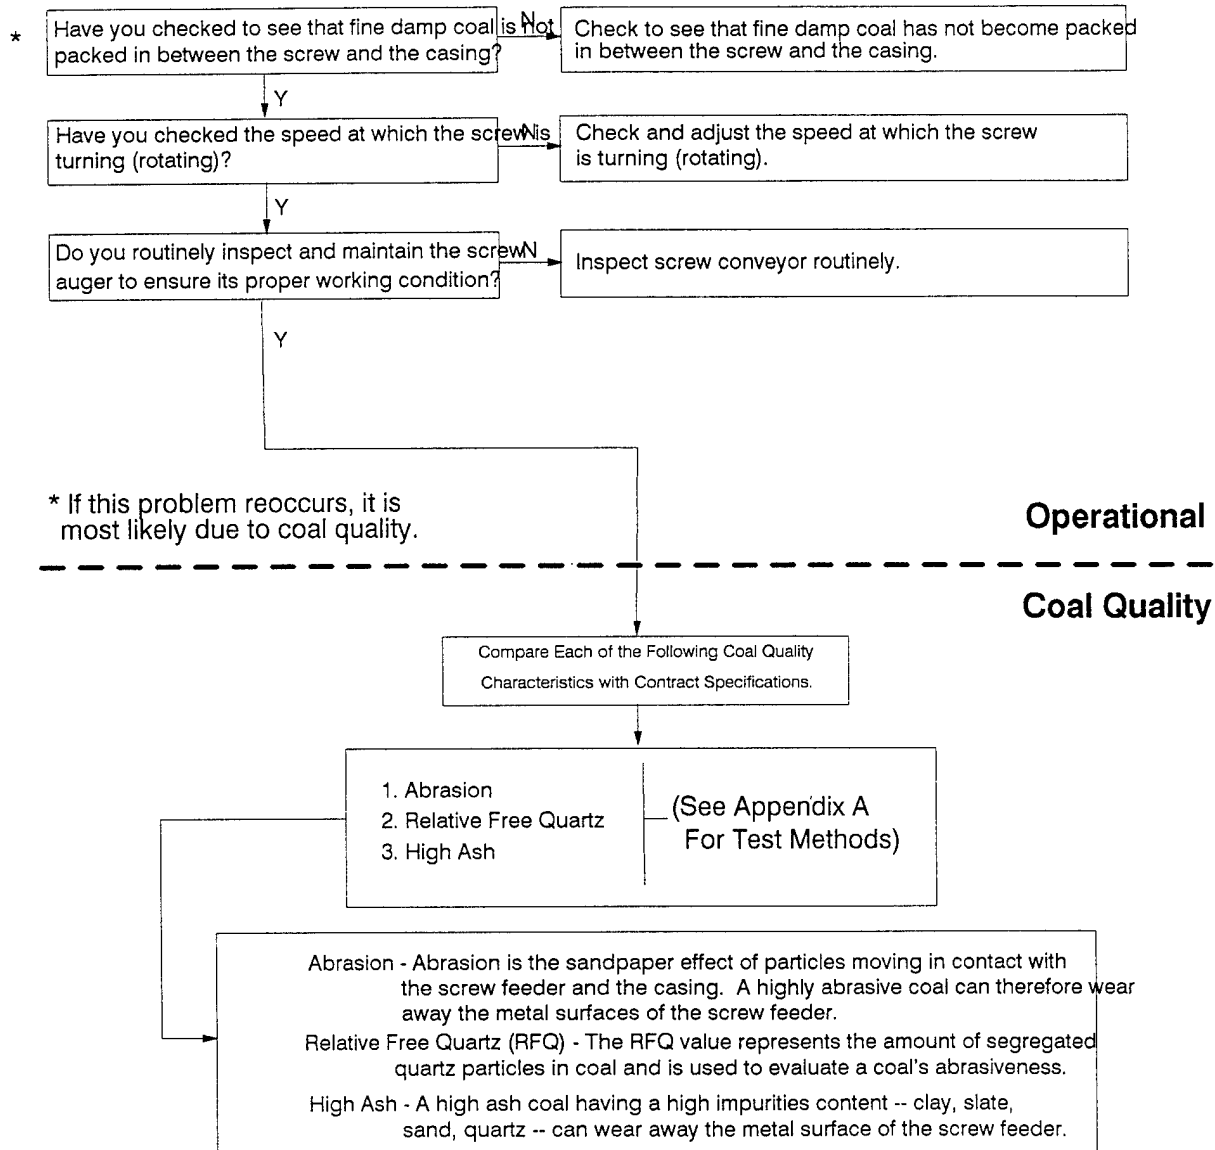 * Have you checked to see that fine damp coal is not
packed in between the screw and the casing?
N
Check to see that fine damp coal has not become packed
in between the screw and the casing.
Y
Have you checked the speed at which the screw is
turning (rotating)?
N
Check and adjust the speed at which the screw
is turning (rotating).
Y
Do you routinely inspect and maintain the screw
auger to ensure its proper working condition?
N
Inspect screw conveyor routinely.
Y
* If this problem reoccurs, it is
most likely due to coal quality.
Operational
Coal Quality
Compare Each of the Following Coal Quality
Characteristics with Contract Specifications.
1. Abrasion
2. Relative Free Quartz
3. High Ash
(See Appendix A
For Test Methods)
Abrasion - Abrasion is the sandpaper effect of particles moving in contact with
the screw feeder and the casing. A highly abrasive coal can therefore wear
away the metal surfaces of the screw feeder.
Relative Free Quartz (RFQ) - The RFQ value represents the amount of segregated
quartz particles in coal and is used to evaluate a coal's abrasiveness.
High Ash - A high ash coal having a high impurities content -- clay, slate,
sand, quartz -- can wear away the metal surface of the screw feeder.